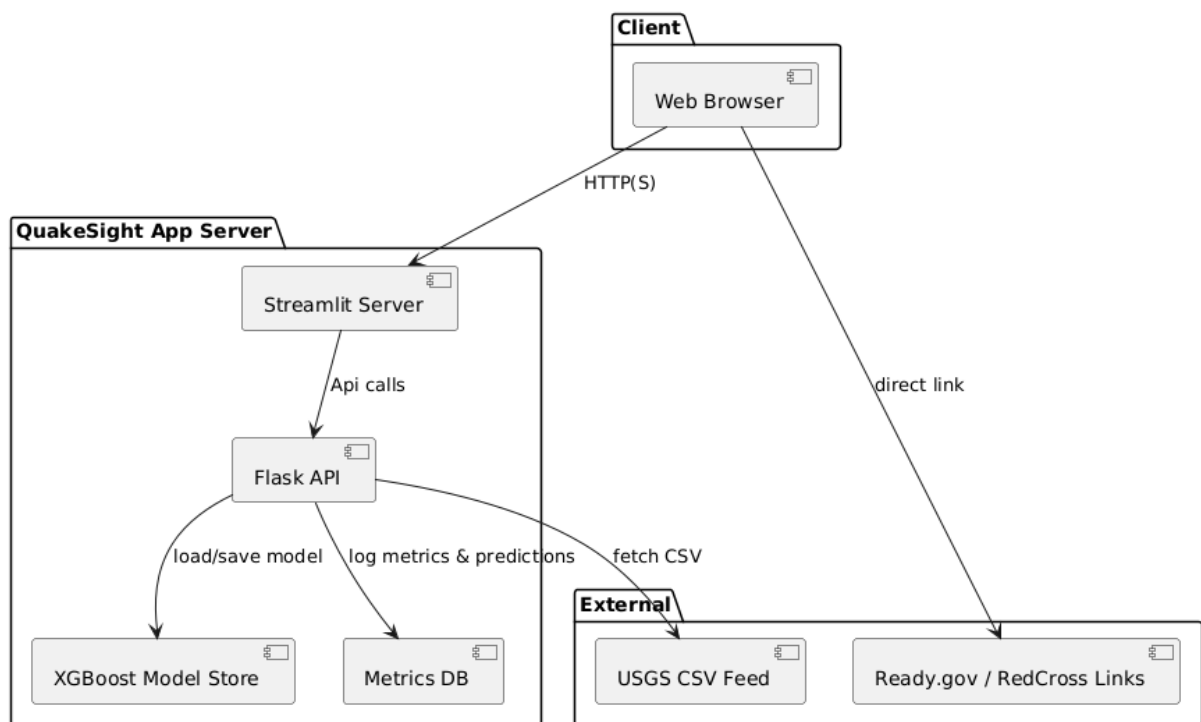 Client
Web Browser
HTTP(S)
QuakeSight App Server
Streamlit Server
Api calls
direct link
Flask API
load/save model
log metrics & predictions
fetch CSV
External
XGBoost Model Store
Metrics DB
USGS CSV Feed
Ready.gov / RedCross Links